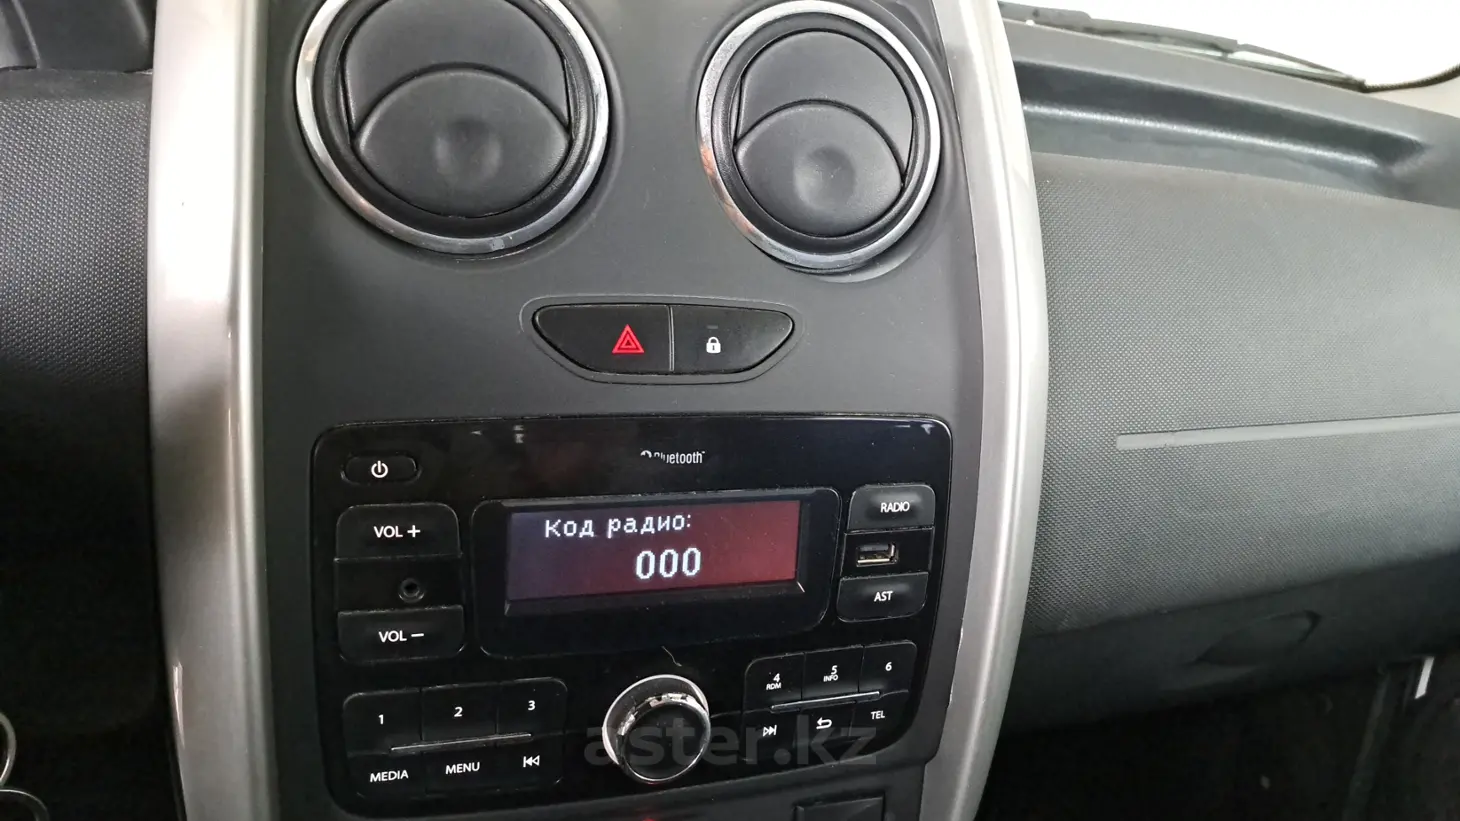 Bluetooth
VOL +
VOL −
Код радио:
000
RADIO
AST
1
2
3
MEDIA
MENU
4
RDM
5
INFO
6
TEL
aster.kz